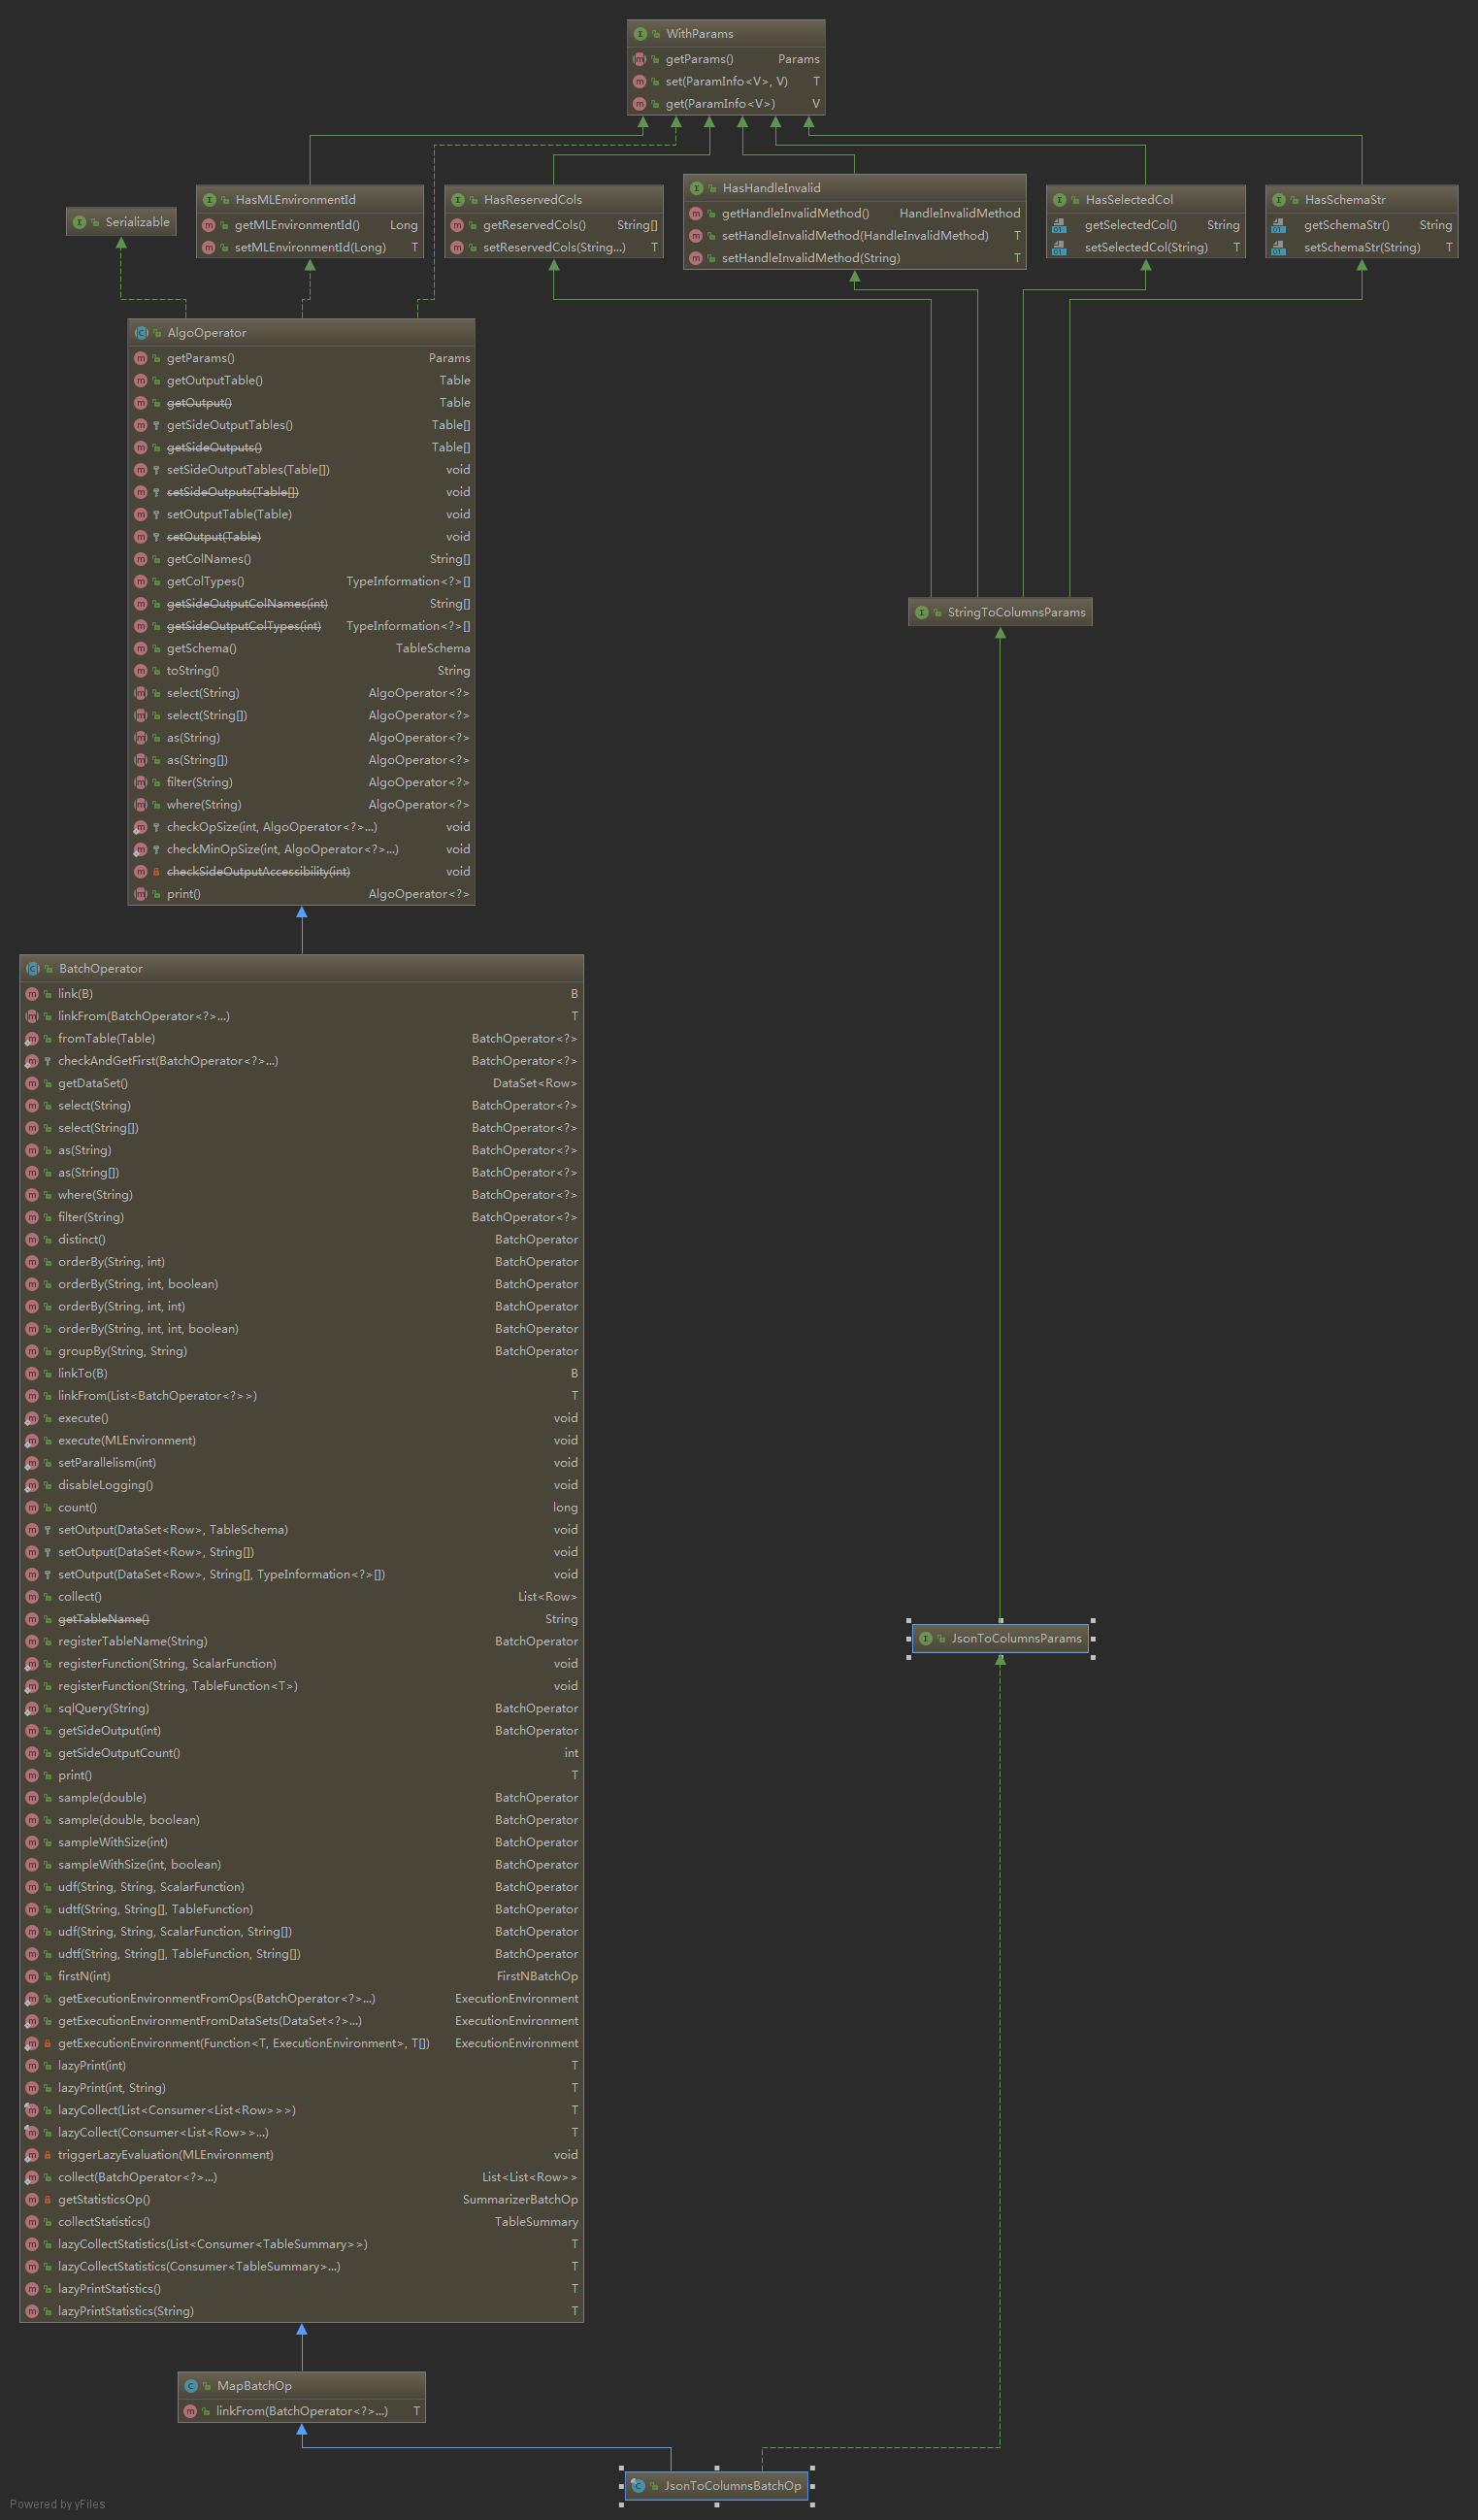 WithParams
getParams() Params
set(ParamInfo<V>, V) T
get(ParamInfo<V>) V
Serializable
HasMLEnvironmentId
getMLEnvironmentId() Long
setMLEnvironmentId(Long) T
HasReservedCols
getReservedCols() String[]
setReservedCols(String...) T
HasHandleInvalid
getHandleInvalidMethod() HandleInvalidMethod
setHandleInvalidMethod(HandleInvalidMethod) T
setHandleInvalidMethod(String) T
HasSelectedCol
getSelectedCol() String
setSelectedCol(String) T
HasSchemaStr
getSchemaStr() String
setSchemaStr(String) T
AlgoOperator
getParams() Params
getOutputTable() Table
getOutput() Table
getSideOutputTables() Table[]
getSideOutputs() Table[]
setSideOutputTables(Table[]) void
setSideOutputs(Table[]) void
setOutputTable(Table) void
setOutput(Table) void
getColNames() String[]
getColTypes() TypeInformation<?>[]
getSideOutputColNames(int) String[]
getSideOutputColTypes(int) TypeInformation<?>[]
getSchema() TableSchema
toString() String
select(String) AlgoOperator<?>
select(String[]) AlgoOperator<?>
as(String) AlgoOperator<?>
as(String[]) AlgoOperator<?>
filter(String) AlgoOperator<?>
where(String) AlgoOperator<?>
checkOpSize(int, AlgoOperator<?>...) void
checkMinOpSize(int, AlgoOperator<?>...) void
checkSideOutputAccessibility(int) void
print() AlgoOperator<?>
StringToColumnsParams
BatchOperator
link(B) B
linkFrom(BatchOperator<?>...) T
fromTable(Table) BatchOperator<?>
checkAndGetFirst(BatchOperator<?>...) BatchOperator<?>
getDataSet() DataSet<Row>
select(String) BatchOperator<?>
select(String[]) BatchOperator<?>
as(String) BatchOperator<?>
as(String[]) BatchOperator<?>
where(String) BatchOperator<?>
filter(String) BatchOperator<?>
distinct() BatchOperator
orderBy(String, int) BatchOperator
orderBy(String, int, boolean) BatchOperator
orderBy(String, int, int) BatchOperator
orderBy(String, int, int, boolean) BatchOperator
groupBy(String, String) BatchOperator
linkTo(B) B
linkFrom(List<BatchOperator<?>>) T
execute() void
execute(MLEnvironment) void
setParallelism(int) void
disableLogging() void
count() long
setOutput(DataSet<Row>, TableSchema) void
setOutput(DataSet<Row>, String[]) void
setOutput(DataSet<Row>, String[], TypeInformation<?>[]) void
collect() List<Row>
getTableName() String
registerTableName(String) BatchOperator
registerFunction(String, ScalarFunction) void
registerFunction(String, TableFunction<T>) void
sqlQuery(String) BatchOperator
getSideOutput(int) BatchOperator
getSideOutputCount() int
print() T
sample(double) BatchOperator
sample(double, boolean) BatchOperator
sampleWithSize(int) BatchOperator
sampleWithSize(int, boolean) BatchOperator
udf(String, String, ScalarFunction) BatchOperator
udtf(String, String[], TableFunction) BatchOperator
udf(String, String, ScalarFunction, String[]) BatchOperator
udtf(String, String[], TableFunction, String[]) BatchOperator
firstN(int) FirstNBatchOp
getExecutionEnvironmentFromOps(BatchOperator<?>...) ExecutionEnvironment
getExecutionEnvironmentFromDataSets(DataSet<?>...) ExecutionEnvironment
getExecutionEnvironment(Function<T, ExecutionEnvironment>, T[]) ExecutionEnvironment
lazyPrint(int) T
lazyPrint(int, String) T
lazyCollect(List<Consumer<List<Row>>>) T
lazyCollect(Consumer<List<Row>>...) T
triggerLazyEvaluation(MLEnvironment) void
collect(BatchOperator<?>...) List<List<Row>>
getStatisticsOp() SummarizerBatchOp
collectStatistics() TableSummary
lazyCollectStatistics(List<Consumer<TableSummary>>) T
lazyCollectStatistics(Consumer<TableSummary>...) T
lazyPrintStatistics() T
lazyPrintStatistics(String) T
JsonToColumnsParams
MapBatchOp
linkFrom(BatchOperator<?>...) T
JsonToColumnsBatchOp
Powered by yFiles